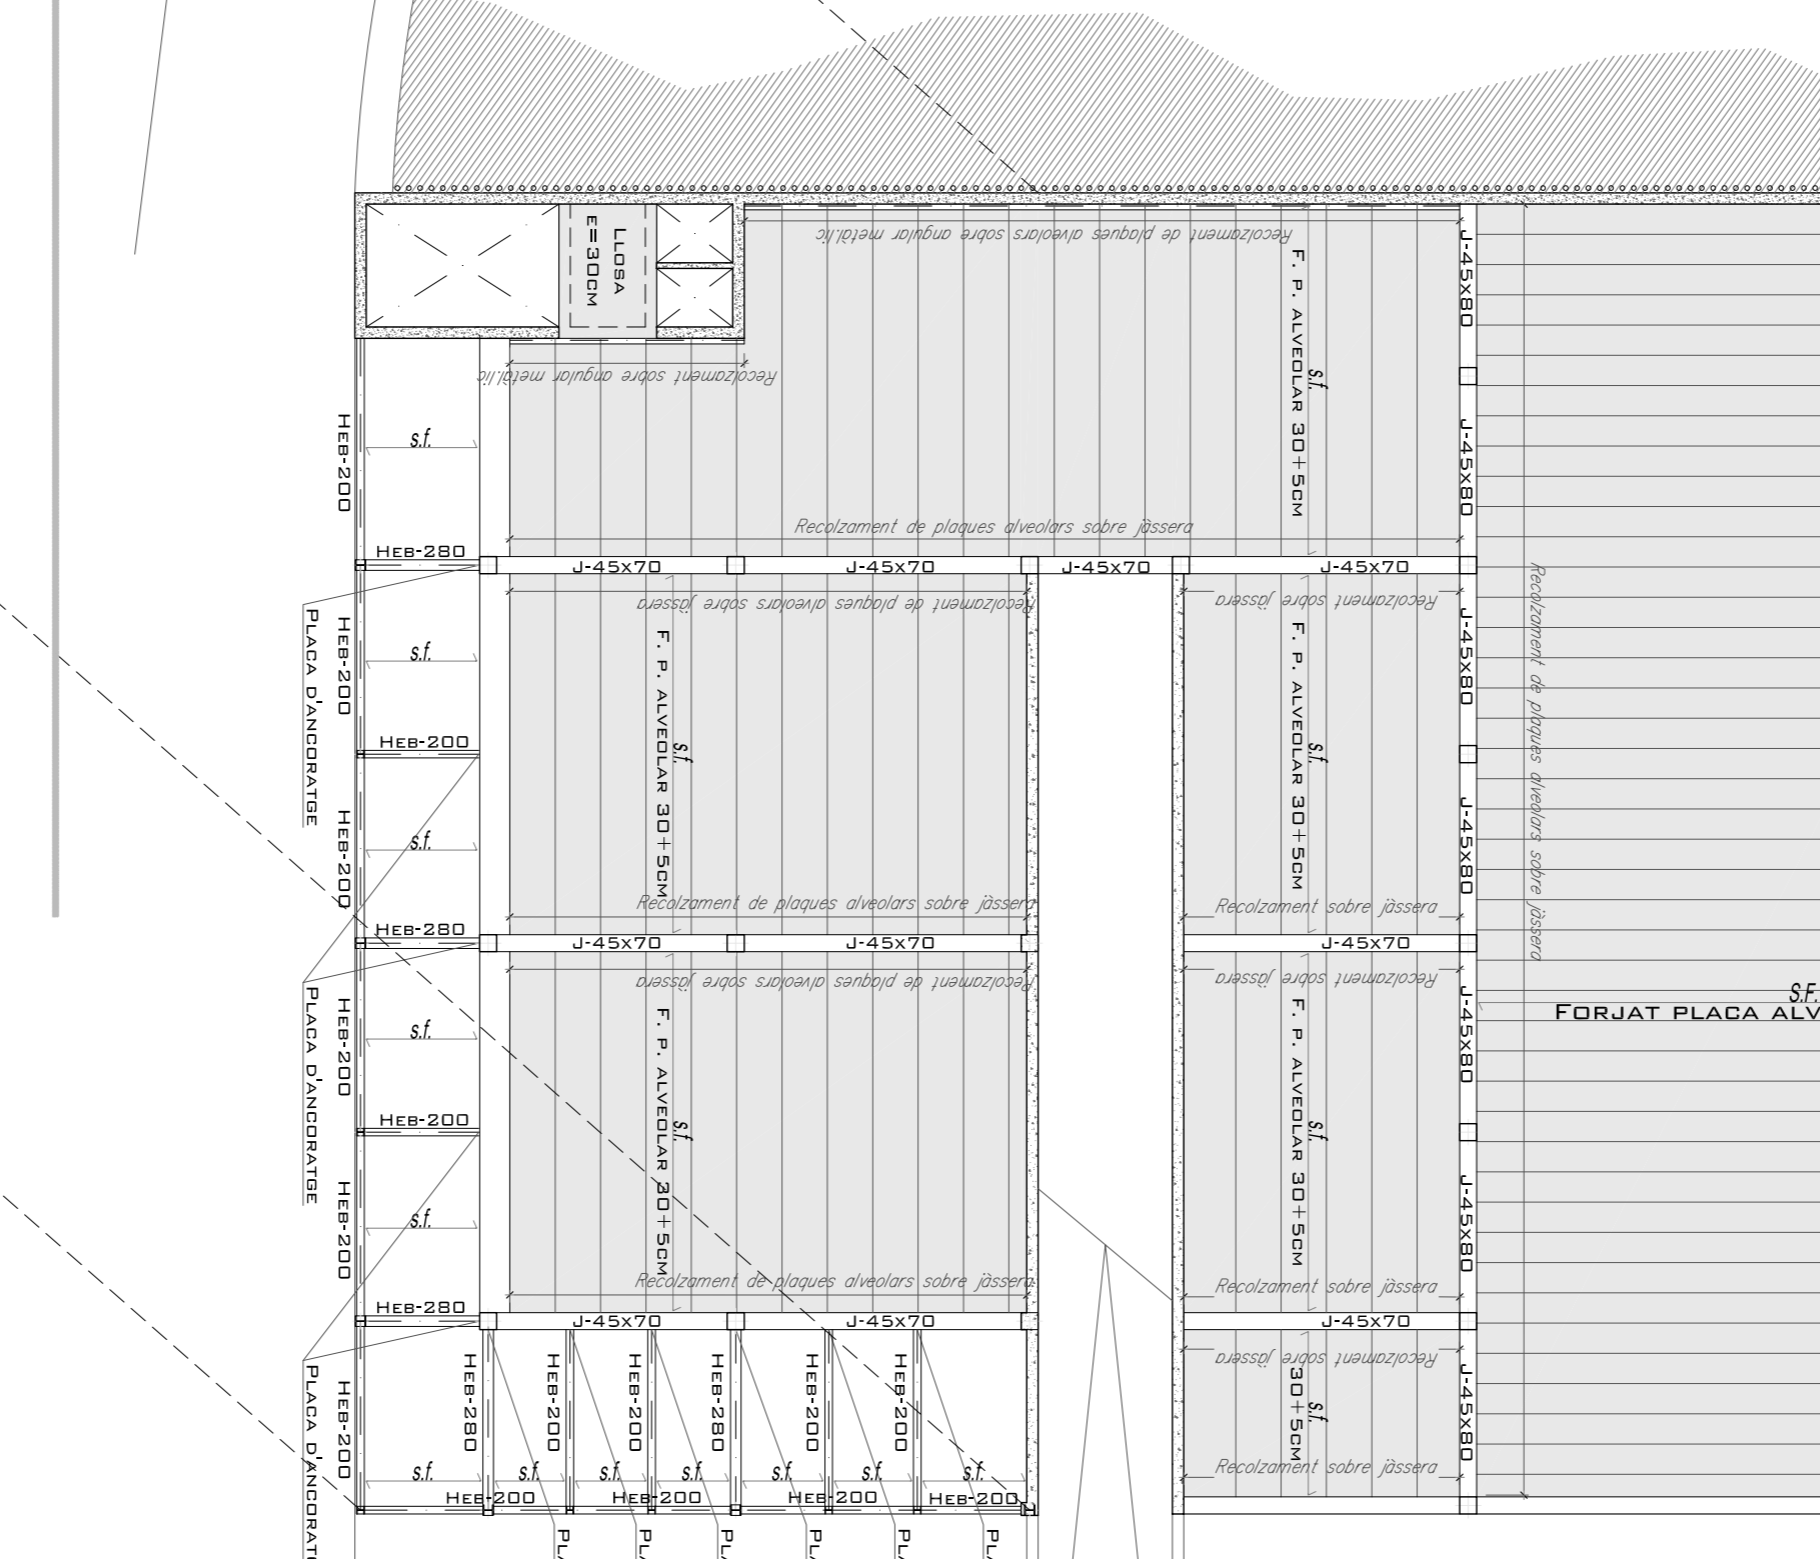 Recolzament de plaques alveolars sobre angular metàl.lic
LLOSA
e=30CM
J-45x80
F. P. ALVEOLAR 30+5CM
s.f.
Recolzament sobre angular metàl.lic
HEB-200
s.f.
J-45x80
Recolzament de plaques alveolars sobre jàssera
HEB-280
J-45x70
J-45x70
J-45x70
J-45x70
Recolzament de plaques alveolars sobre jàssera
Recolzament sobre jàssera
PLACA D'ANCORATGE
HEB-200
s.f.
F. P. ALVEOLAR 30+5CM
s.f.
F. P. ALVEOLAR 30+5CM
s.f.
J-45x80
Recolzament de plaques alveolars sobre jàssera
HEB-200
HEB-200
s.f.
J-45x80
Recolzament de plaques alveolars sobre jàssera
Recolzament sobre jàssera
HEB-280
J-45x70
J-45x70
J-45x70
Recolzament de plaques alveolars sobre jàssera
Recolzament sobre jàssera
PLACA D'ANCORATGE
HEB-200
s.f.
F. P. ALVEOLAR 30+5CM
s.f.
F. P. ALVEOLAR 30+5CM
s.f.
J-45x80
S.F.
FORJAT PLACA ALV
HEB-200
HEB-200
s.f.
J-45x80
Recolzament de plaques alveolars sobre jàssera
Recolzament sobre jàssera
HEB-280
J-45x70
J-45x70
J-45x70
Recolzament sobre jàssera
PLACA D'ANCORATG
HEB-200
HEB-280
HEB-200
HEB-200
HEB-280
HEB-200
HEB-200
30+5CM
s.f.
J-45x80
s.f.
s.f.
s.f.
s.f.
s.f.
s.f.
s.f.
Recolzament sobre jàssera
HEB-200
HEB-200
HEB-200
HEB-200
PLA
PLA
PLA
PLA
PLA
PLA